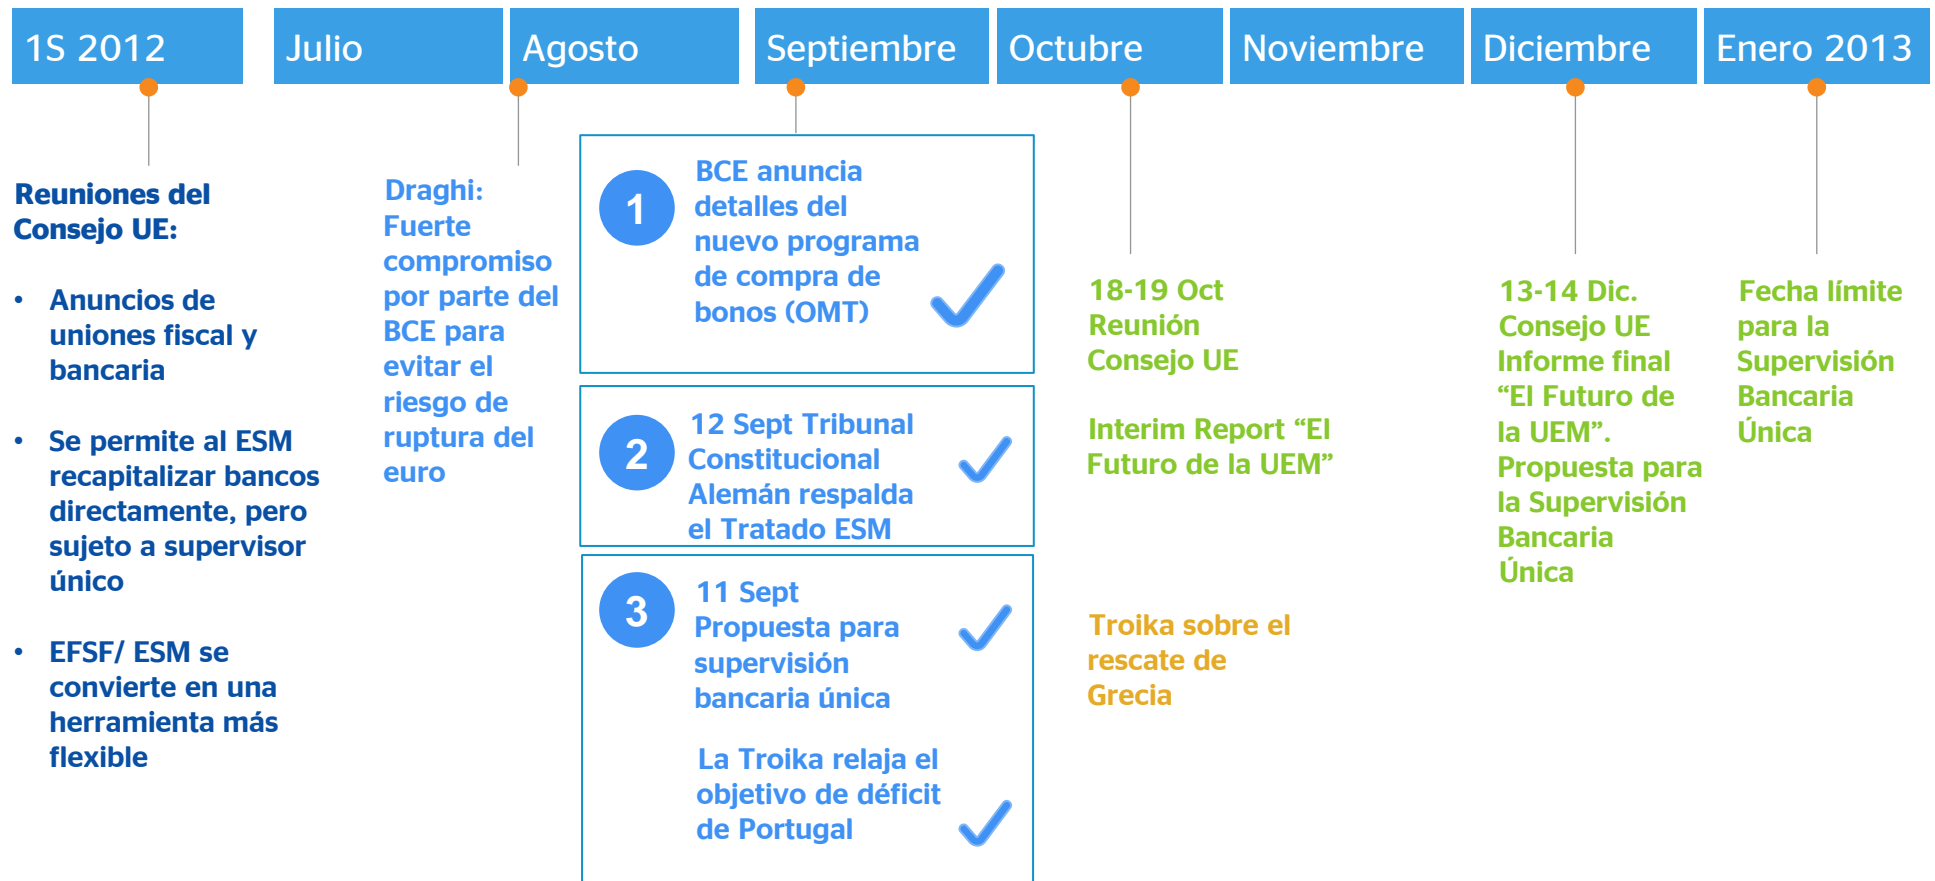 1S 2012
Julio
Agosto
Septiembre
Octubre
Noviembre
Diciembre
Enero 2013
Reuniones del
Consejo UE:
• Anuncios de
uniones fiscal y
bancaria
• Se permite al ESM
recapitalizar bancos
directamente, pero
sujeto a supervisor
único
• EFSF/ ESM se
convierte en una
herramienta más
flexible
Draghi:
Fuerte
compromiso
por parte del
BCE para
evitar el
riesgo de
ruptura del
euro
1
BCE anuncia
detalles del
nuevo programa
de compra de
bonos (OMT)
2
12 Sept Tribunal
Constitucional
Alemán respalda
el Tratado ESM
3
11 Sept
Propuesta para
supervisión
bancaria única
La Troika relaja el
objetivo de déficit
de Portugal
18-19 Oct
Reunión
Consejo UE
Interim Report “El
Futuro de la UEM”
Troika sobre el
rescate de
Grecia
13-14 Dic.
Consejo UE
Informe final
“El Futuro de
la UEM”.
Propuesta para
la Supervisión
Bancaria
Única
Fecha límite
para la
Supervisión
Bancaria
Única